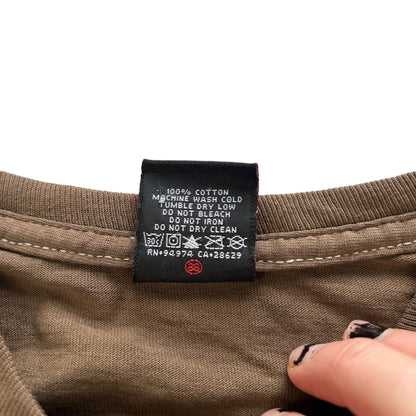 100% COTTON
MACHINE WASH COLD
TUMBLE DRY LOW
DO NOT BLEACH
DO NOT IRON
DO NOT DRY CLEAN
30°
RN•94974 CA•28629